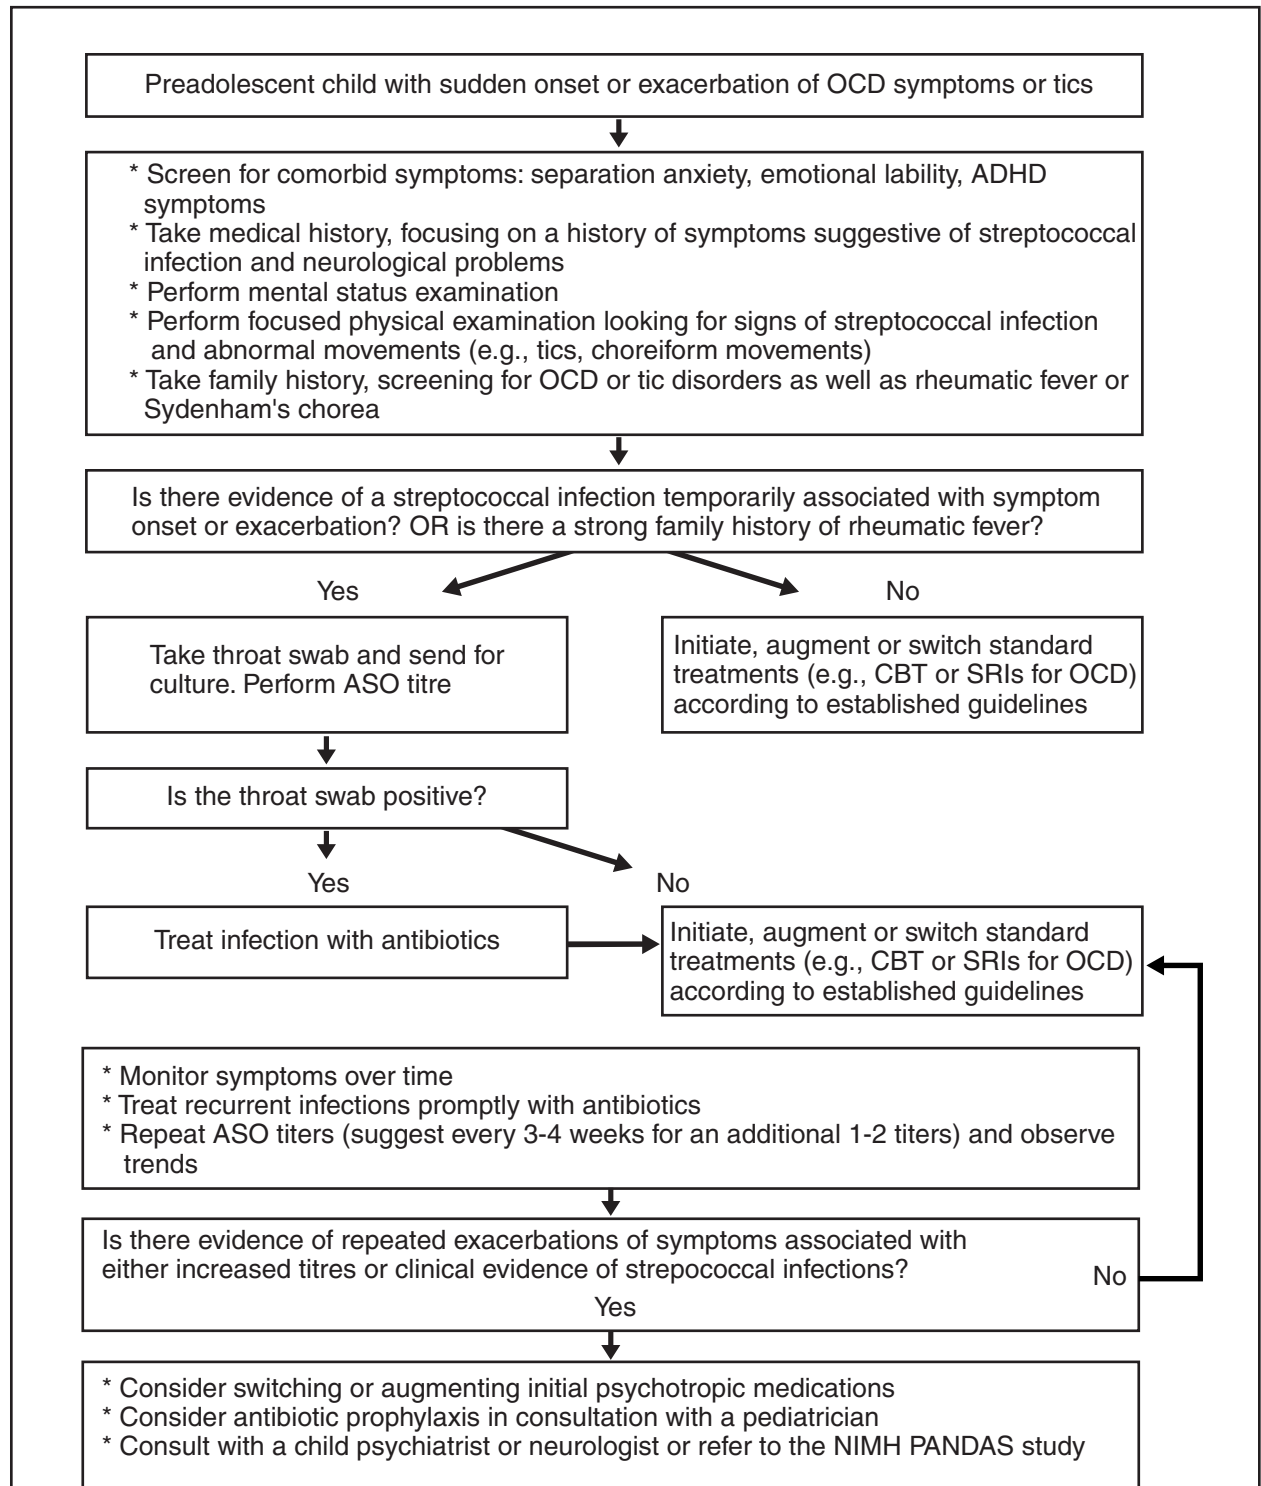 Preadolescent child with sudden onset or exacerbation of OCD symptoms or tics
* Screen for comorbid symptoms: separation anxiety, emotional lability, ADHD
symptoms
* Take medical history, focusing on a history of symptoms suggestive of streptococcal
infection and neurological problems
* Perform mental status examination
* Perform focused physical examination looking for signs of streptococcal infection
and abnormal movements (e.g., tics, choreiform movements)
* Take family history, screening for OCD or tic disorders as well as rheumatic fever or
Sydenham's chorea
Is there evidence of a streptococcal infection temporarily associated with symptom
onset or exacerbation? OR is there a strong family history of rheumatic fever?
Yes
No
Take throat swab and send for
culture. Perform ASO titre
Initiate, augment or switch standard
treatments (e.g., CBT or SRIs for OCD)
according to established guidelines
Is the throat swab positive?
Yes
No
Treat infection with antibiotics
Initiate, augment or switch standard
treatments (e.g., CBT or SRIs for OCD)
according to established guidelines
* Monitor symptoms over time
* Treat recurrent infections promptly with antibiotics
* Repeat ASO titers (suggest every 3-4 weeks for an additional 1-2 titers) and observe
trends
Is there evidence of repeated exacerbations of symptoms associated with
either increased titres or clinical evidence of strepococcal infections?
No
Yes
* Consider switching or augmenting initial psychotropic medications
* Consider antibiotic prophylaxis in consultation with a pediatrician
* Consult with a child psychiatrist or neurologist or refer to the NIMH PANDAS study